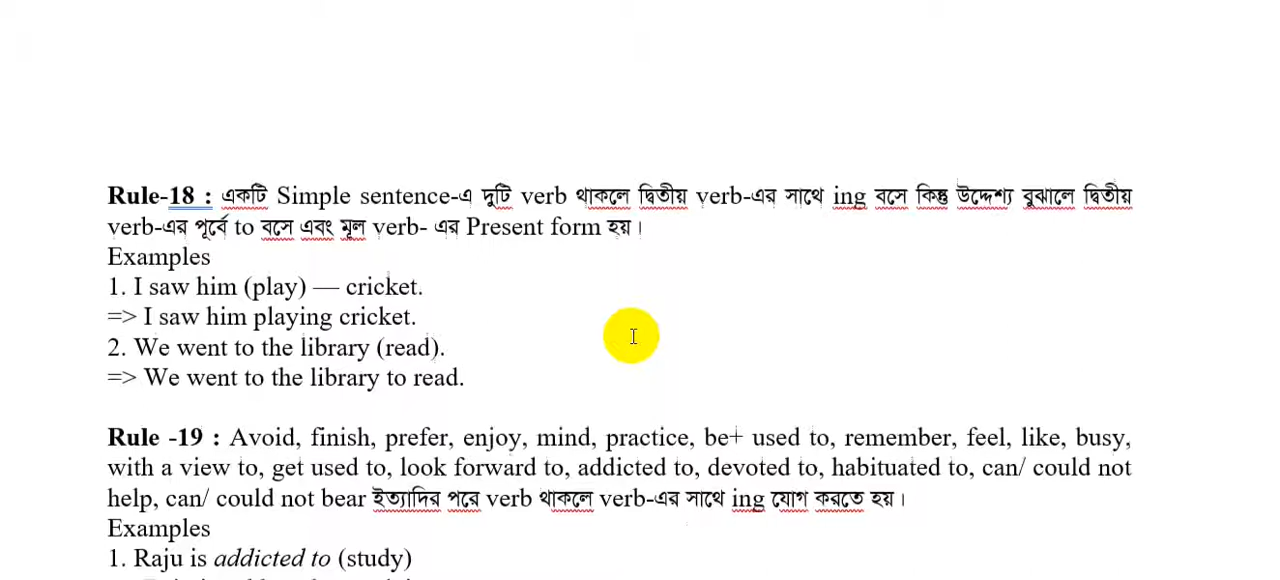 Rule-18 : একটি Simple sentence-এ দুটি verb থাকলে দ্বিতীয় verb-এর সাথে ing বসে কিন্তু উদ্দেশ্য বুঝালে দ্বিতীয়
verb-এর পূর্বে to বসে এবং মূল verb- এর Present form হয়।
Examples
1. I saw him (play) — cricket.
=> I saw him playing cricket.
2. We went to the library (read).
=> We went to the library to read.
Rule -19 : Avoid, finish, prefer, enjoy, mind, practice, be+ used to, remember, feel, like, busy,
with a view to, get used to, look forward to, addicted to, devoted to, habituated to, can/ could not
help, can/ could not bear ইত্যাদির পরে verb থাকলে verb-এর সাথে ing যোগ করতে হয়।
Examples
1. Raju is addicted to (study)